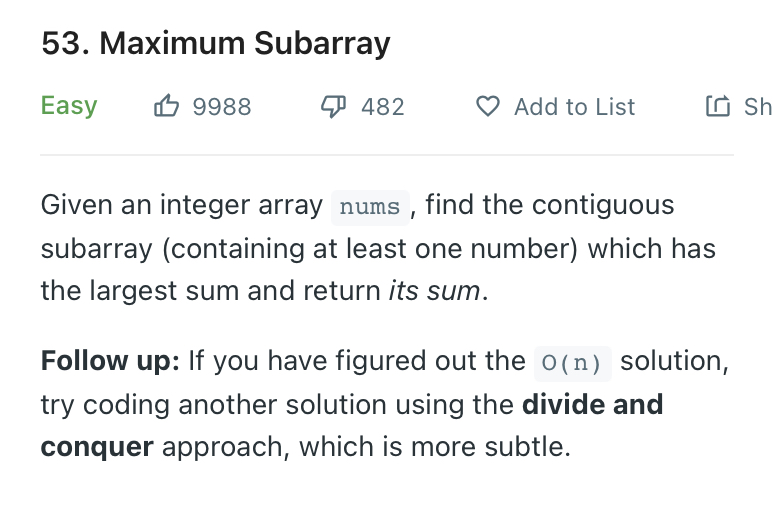 53. Maximum Subarray
Easy 9988 482 Add to List Sh
Given an integer array nums, find the contiguous
subarray (containing at least one number) which has
the largest sum and return its sum.
Follow up: If you have figured out the O(n) solution,
try coding another solution using the divide and
conquer approach, which is more subtle.